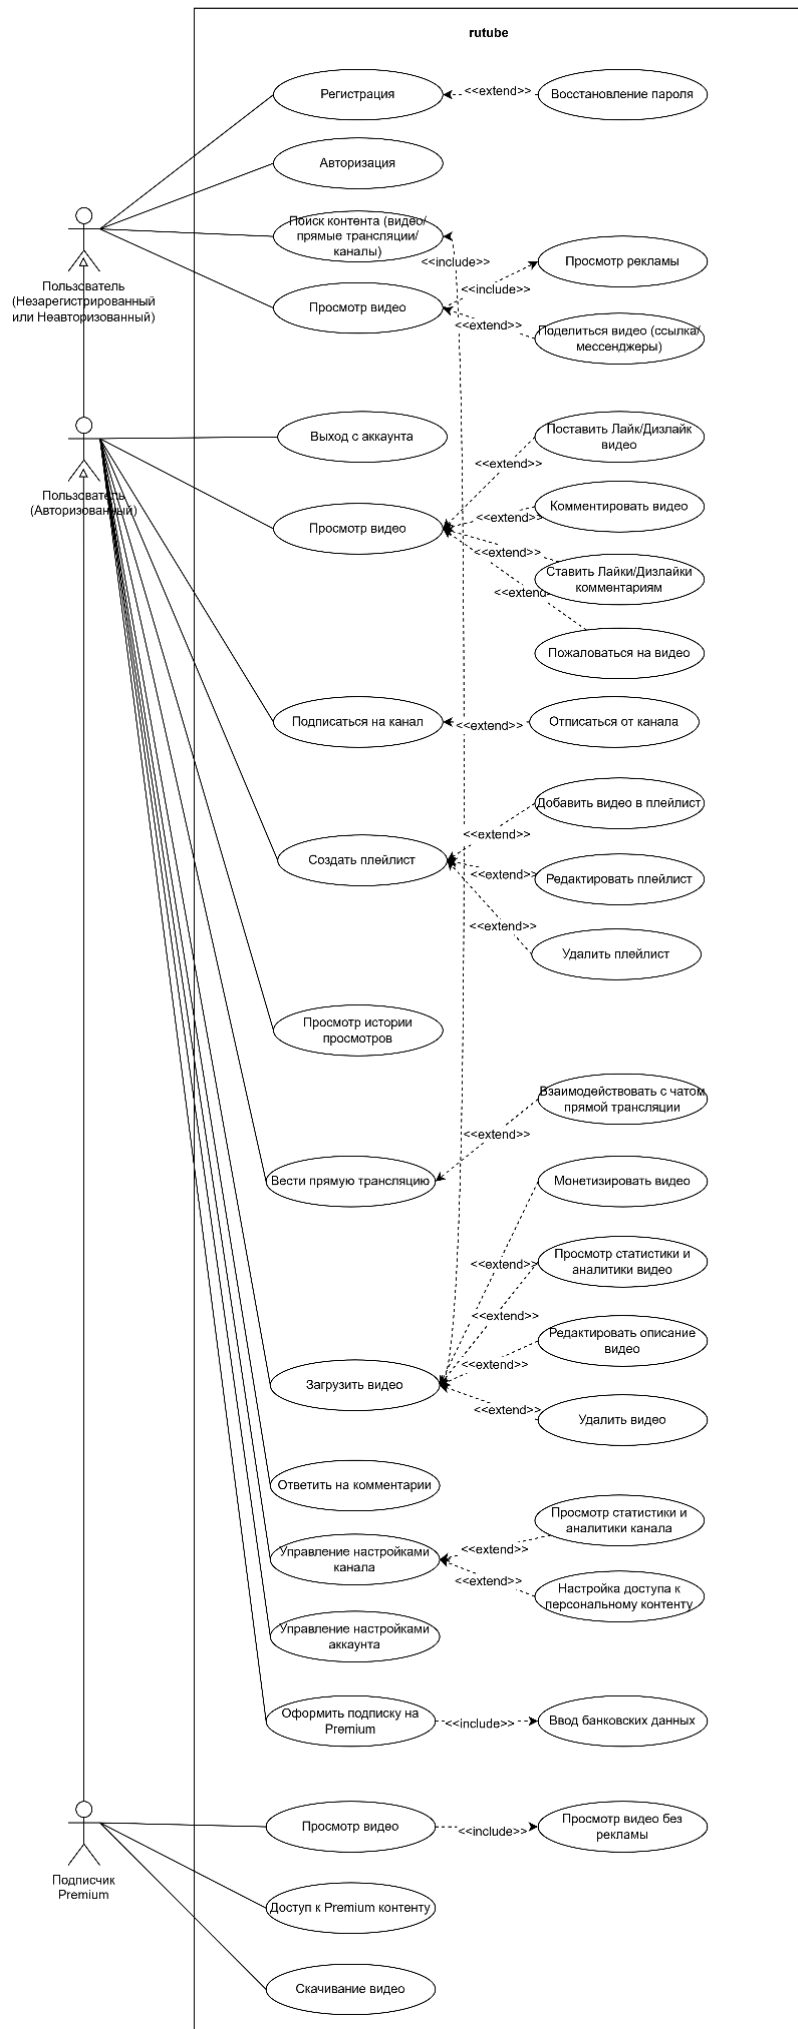 rutube
Регистрация
<<extend>>
Восстановление пароля
Авторизация
Поиск контента (видео/
прямые трансляции/
каналы)
<<include>>
Просмотр рекламы
Пользователь
(Незарегистрированный
или Неавторизованный)
Просмотр видео
<<include>>
<<extend>>
Поделиться видео (ссылка/
мессенджеры)
Выход с аккаунта
<<extend>>
Поставить Лайк/Дизлайк
видео
Пользователь
(Авторизованный)
Просмотр видео
<<extend>>
Комментировать видео
<<extend>>
Ставить Лайки/Дизлайки
комментариям
<<extend>>
Пожаловаться на видео
Подписаться на канал
<<extend>>
Отписаться от канала
Добавить видео в плейлист
<<extend>>
Создать плейлист
<<extend>>
Редактировать плейлист
<<extend>>
Удалить плейлист
Просмотр истории
просмотров
Взаимодействовать с чатом
прямой трансляции
<<extend>>
Вести прямую трансляцию
Монетизировать видео
<<extend>>
Просмотр статистики и
аналитики видео
<<extend>>
Редактировать описание
видео
<<extend>>
Загрузить видео
<<extend>>
Удалить видео
Ответить на комментарии
Просмотр статистики и
аналитики канала
Управление настройками
канала
<<extend>>
<<extend>>
Настройка доступа к
персональному контенту
Управление настройками
аккаунта
Оформить подписку на
Premium
<<include>>
Ввод банковских данных
Подписчик
Premium
Просмотр видео
<<include>>
Просмотр видео без
рекламы
Доступ к Premium контенту
Скачивание видео